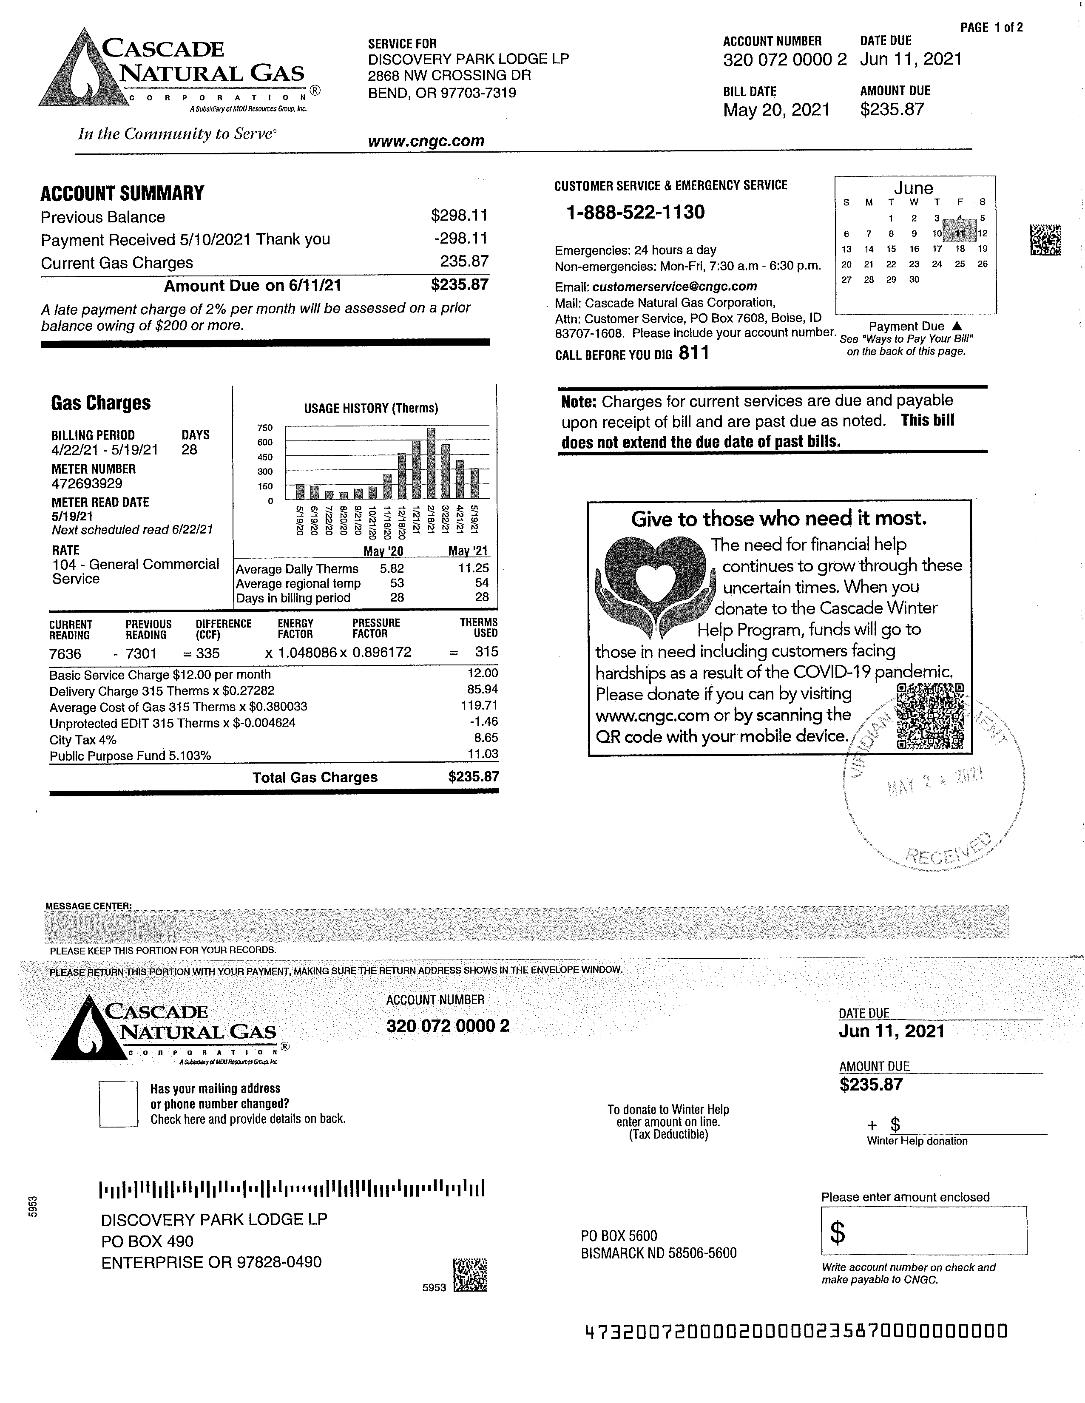 PAGE 1 of 2
CASCADE
NATURAL GAS
CORPORATION ®
A Subsidiary of MDU Resources Group, Inc.
In the Community to Serve®
SERVICE FOR
DISCOVERY PARK LODGE LP
2868 NW CROSSING DR
BEND, OR 97703-7319
www.cngc.com
ACCOUNT NUMBER DATE DUE
320 072 0000 2 Jun 11, 2021
BILL DATE AMOUNT DUE
May 20, 2021 $235.87
ACCOUNT SUMMARY
Previous Balance $298.11
Payment Received 5/10/2021 Thank you -298.11
Current Gas Charges 235.87
Amount Due on 6/11/21 $235.87
A late payment charge of 2% per month will be assessed on a prior
balance owing of $200 or more.
CUSTOMER SERVICE & EMERGENCY SERVICE
1-888-522-1130
Emergencies: 24 hours a day
Non-emergencies: Mon-Fri, 7:30 a.m - 6:30 p.m.
Email: customerservice@cngc.com
Mail: Cascade Natural Gas Corporation,
Attn: Customer Service, PO Box 7608, Boise, ID
83707-1608. Please include your account number.
CALL BEFORE YOU DIG 811
June
S M T W T F S
1 2 3 4 5
6 7 8 9 10 11 12
13 14 15 16 17 18 19
20 21 22 23 24 25 26
27 28 29 30
Payment Due ▲
See "Ways to Pay Your Bill"
on the back of this page.
Gas Charges
BILLING PERIOD DAYS
4/22/21 - 5/19/21 28
METER NUMBER
472693929
METER READ DATE
5/19/21
Next scheduled read 6/22/21
RATE
104 - General Commercial
Service
USAGE HISTORY (Therms)
750
600
450
300
150
0
5/19/20 6/19/20 7/22/20 8/20/20 9/21/20 10/21/20 11/18/20 12/18/20 1/21/21 2/18/21 3/22/21 4/21/21 5/19/21
May '20 May '21
Average Daily Therms 5.82 11.25
Average regional temp 53 54
Days in billing period 28 28
CURRENT PREVIOUS DIFFERENCE ENERGY PRESSURE THERMS
READING READING (CCF) FACTOR FACTOR USED
7636 - 7301 = 335 x 1.048086 x 0.896172 = 315
Basic Service Charge $12.00 per month 12.00
Delivery Charge 315 Therms x $0.27282 85.94
Average Cost of Gas 315 Therms x $0.380033 119.71
Unprotected EDIT 315 Therms x $-0.004624 -1.46
City Tax 4% 8.65
Public Purpose Fund 5.103% 11.03
Total Gas Charges $235.87
Note: Charges for current services are due and payable
upon receipt of bill and are past due as noted. This bill
does not extend the due date of past bills.
Give to those who need it most.
The need for financial help
continues to grow through these
uncertain times. When you
donate to the Cascade Winter
Help Program, funds will go to
those in need including customers facing
hardships as a result of the COVID-19 pandemic.
Please donate if you can by visiting
www.cngc.com or by scanning the
QR code with your mobile device.
VIRIDIAN
MAY 24 2021
RECEIVED
MESSAGE CENTER:
PLEASE KEEP THIS PORTION FOR YOUR RECORDS.
PLEASE RETURN THIS PORTION WITH YOUR PAYMENT, MAKING SURE THE RETURN ADDRESS SHOWS IN THE ENVELOPE WINDOW.
CASCADE
NATURAL GAS
CORPORATION ®
A Subsidiary of MDU Resources Group, Inc.
ACCOUNT NUMBER
320 072 0000 2
DATE DUE
Jun 11, 2021
AMOUNT DUE
$235.87
Has your mailing address
or phone number changed?
Check here and provide details on back.
To donate to Winter Help
enter amount on line.
(Tax Deductible)
+ $
Winter Help donation
5953
DISCOVERY PARK LODGE LP
PO BOX 490
ENTERPRISE OR 97828-0490
5953
PO BOX 5600
BISMARCK ND 58506-5600
Please enter amount enclosed
$
Write account number on check and
make payable to CNGC.
47320072000020000023587000000000